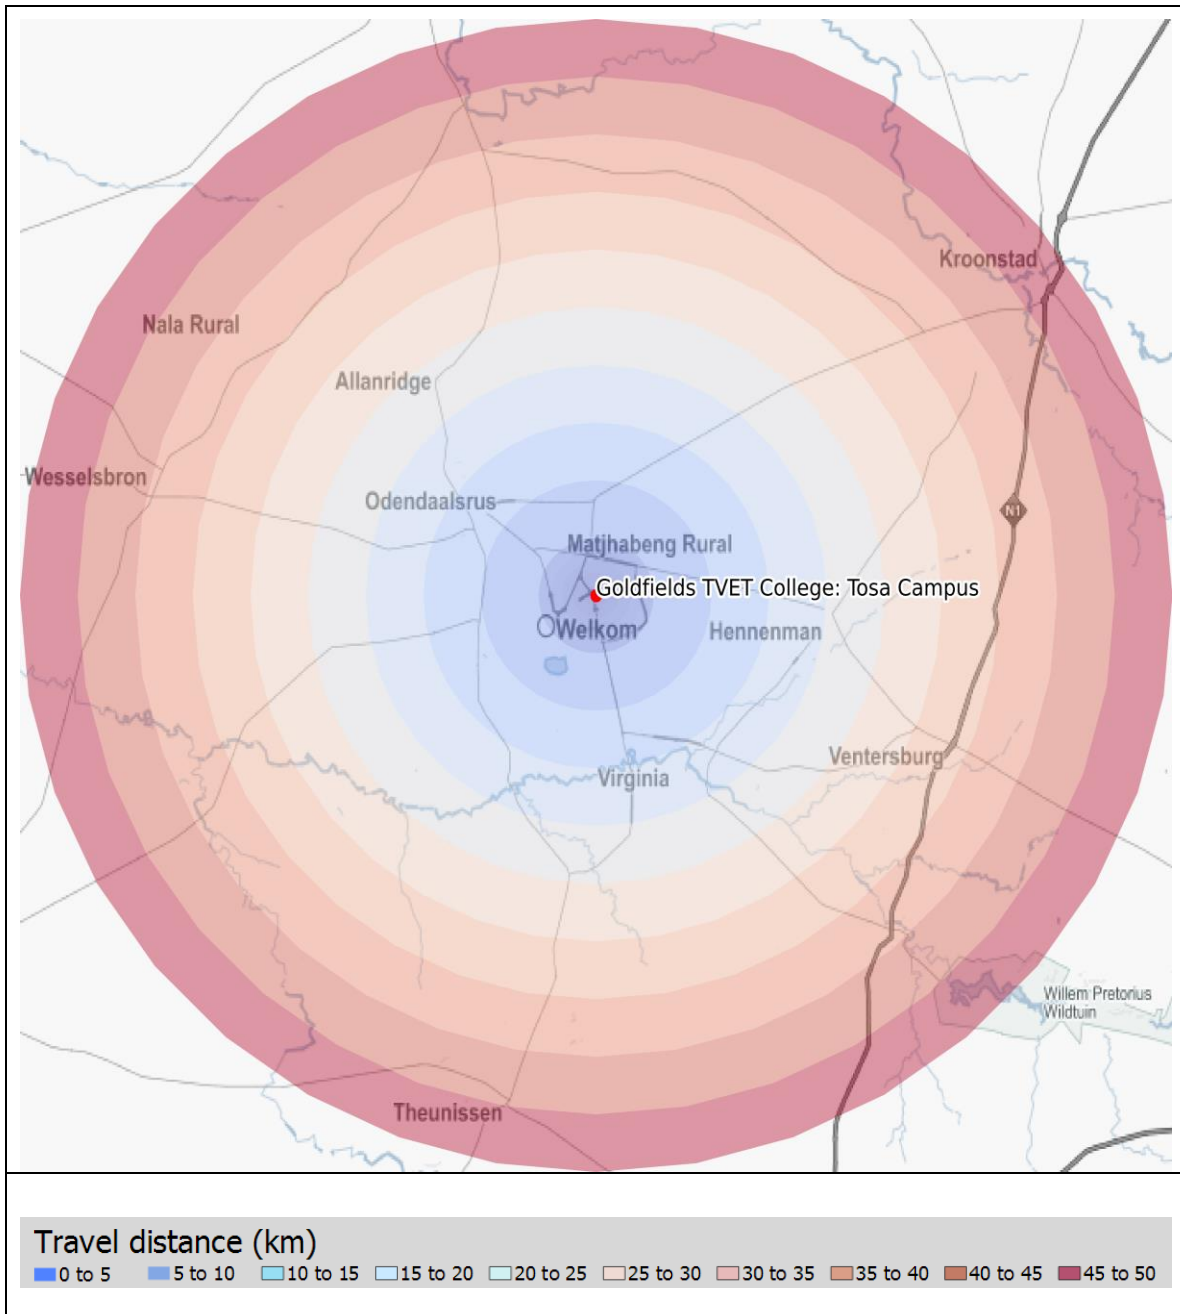 Kroonstad
Nala Rural
Allanridge
Wesselsbron
Odendaalsrus
N1
Matjhabeng Rural
Goldfields TVET College: Tosa Campus
Welkom
Hennenman
Ventersburg
Virginia
Willem Pretorius
Wildtuin
Theunissen
Travel distance (km)
0 to 5 5 to 10 10 to 15 15 to 20 20 to 25 25 to 30 30 to 35 35 to 40 40 to 45 45 to 50